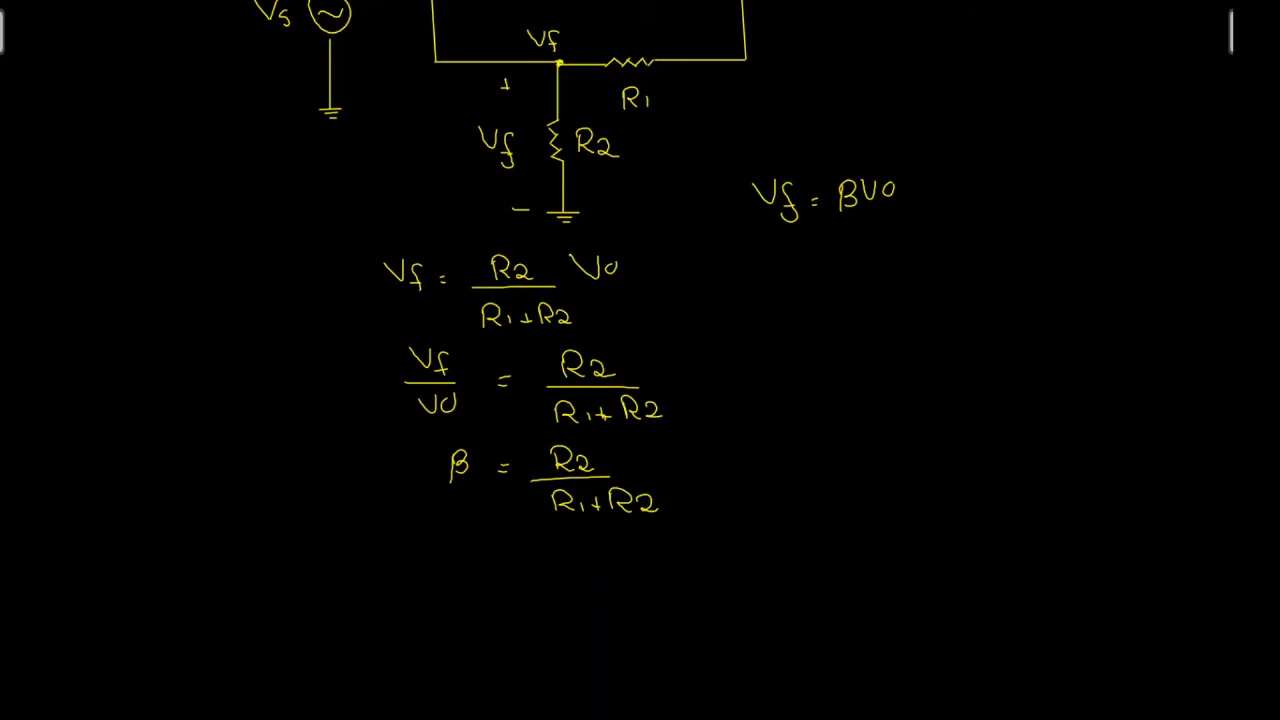 Vs
Vf
+
R1
Vf
R2
-
Vf = βVo
Vf = R2 / R1+R2 Vo
Vf / Vo = R2 / R1+R2
β = R2 / R1+R2